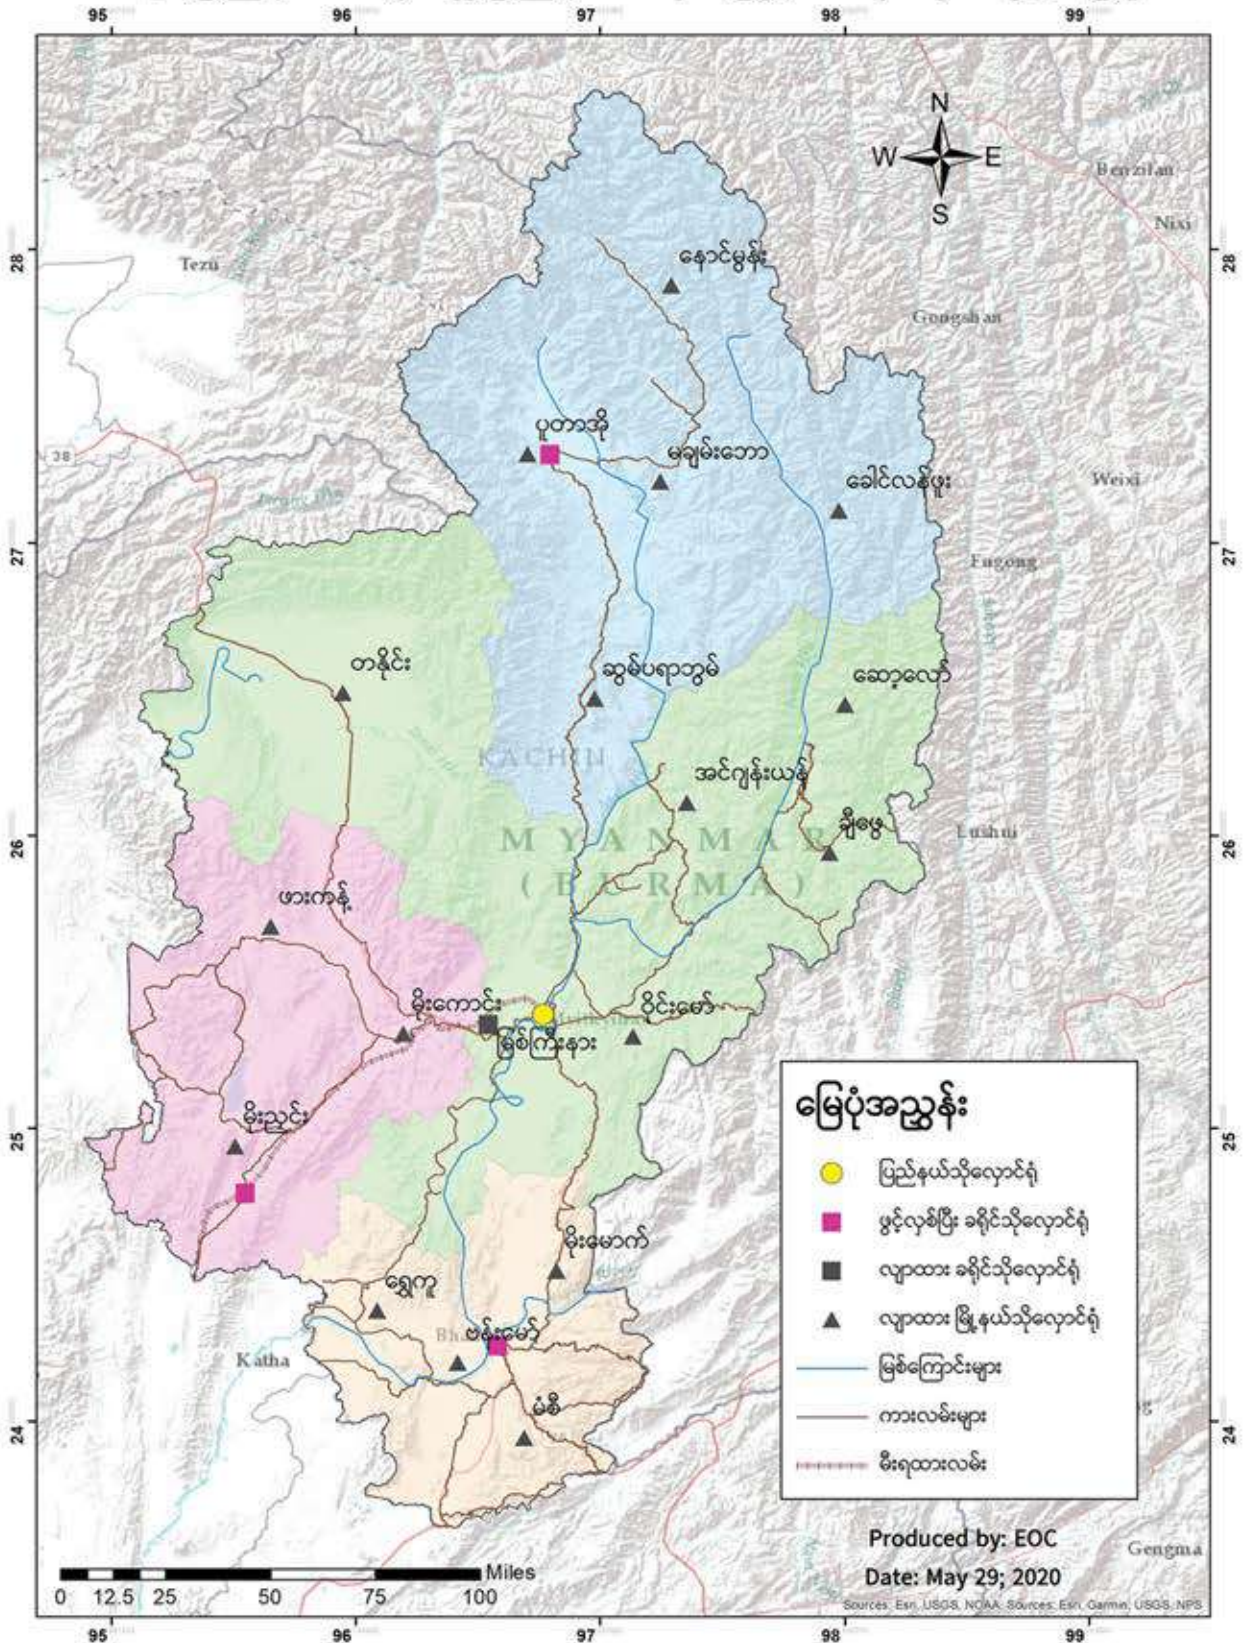 95 96 97 98 99
N
W E
S
Benzilan
Nixi
28 28
Tezu
နောင်မွန်း
Gongshan
ပူတာအို
မချမ်းဘော
38
ခေါင်လန်ဖူး
Weixi
27 27
Fugong
တနိုင်း
ဆွမ်ပရာဘွမ်
ဆော့လော်
KACHIN
အင်ဂျန်းယန်
ချီဖွေ
26 26
MYANMAR
Lushui
(BURMA)
ဖားကန့်
မိုးကောင်း
ဝိုင်းမော်
မြစ်ကြီးနား
မိုးညှင်း
25 25
မြေပုံအညွှန်း
ပြည်နယ်သိုလှောင်ရုံ
ဖွင့်လှစ်ပြီး ခရိုင်သိုလှောင်ရုံ
လျာထား ခရိုင်သိုလှောင်ရုံ
လျာထား မြို့နယ်သိုလှောင်ရုံ
မြစ်ကြောင်းများ
ကားလမ်းများ
မီးရထားလမ်း
မိုးမောက်
ရွှေကူ
ဗန်းမော်
Katha
မံစီ
24 24
Produced by: EOC
Gengma
Date: May 29; 2020
Miles
0 12.5 25 50 75 100
Sources: Esri, USGS, NOAA. Sources: Esri, Garmin, USGS, NPS
95 96 97 98 99